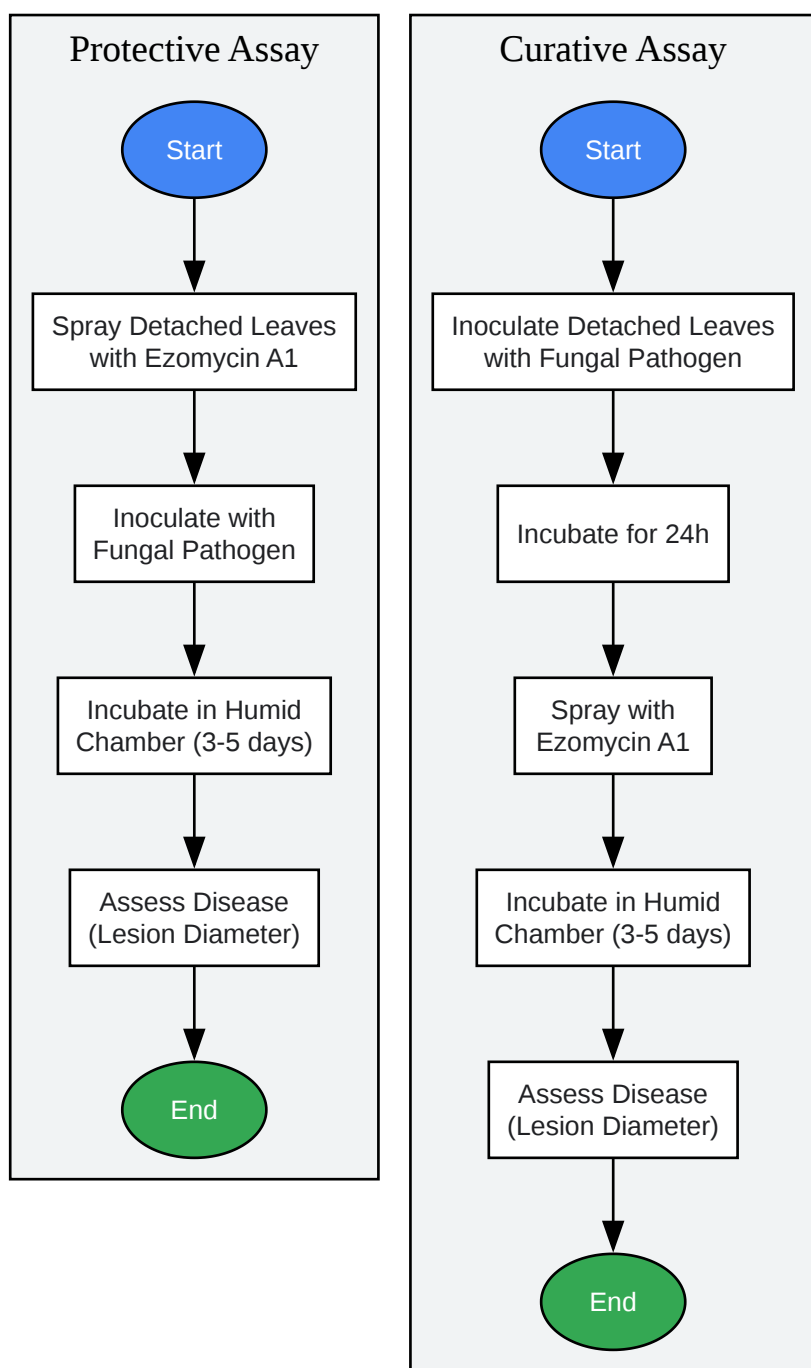 Protective Assay
Start
Spray Detached Leaves
with Ezomycin A1
Inoculate with
Fungal Pathogen
Incubate in Humid
Chamber (3-5 days)
Assess Disease
(Lesion Diameter)
End
Curative Assay
Start
Inoculate Detached Leaves
with Fungal Pathogen
Incubate for 24h
Spray with
Ezomycin A1
Incubate in Humid
Chamber (3-5 days)
Assess Disease
(Lesion Diameter)
End